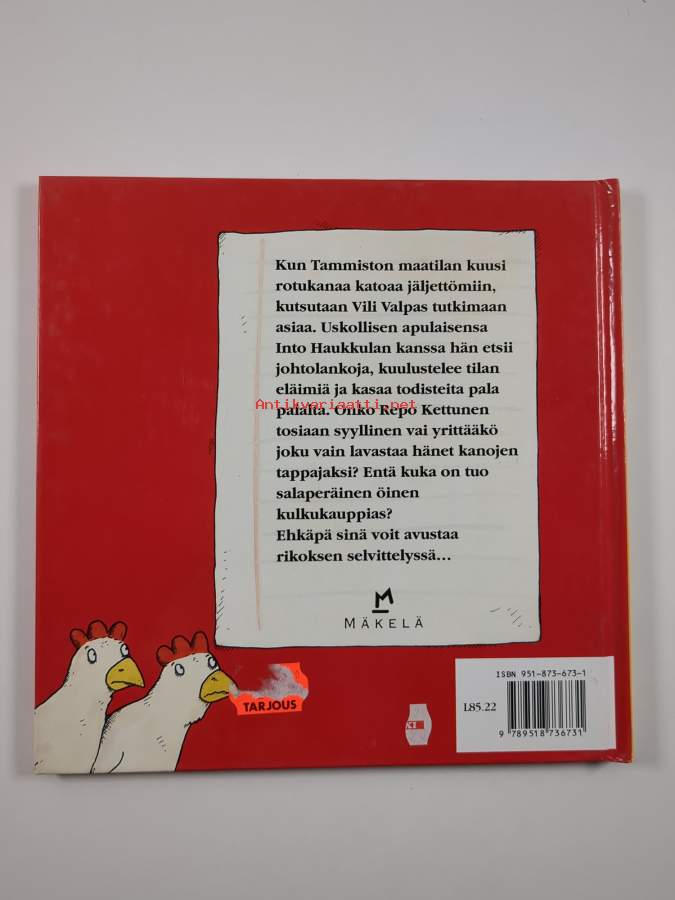 Kun Tammiston maatilan kuusi
rotukanaa katoaa jäljettömiin,
kutsutaan Vili Valpas tutkimaan
asiaa. Uskollisen apulaisensa
Into Haukkulan kanssa hän etsii
johtolankoja, kuulustelee tilan
eläimiä ja kasaa todisteita pala
Antikvariaatti.net
palalta. Onko Repo Kettunen
tosiaan syyllinen vai yrittääkö
joku vain lavastaa hänet kanojen
tappajaksi? Entä kuka on tuo
salaperäinen öinen
kulkukauppias?
Ehkäpä sinä voit avustaa
rikoksen selvittelyssä...
M
MÄKELÄ
TARJOUS
ISBN 951-873-673-1
L85.22
9 789518 736731